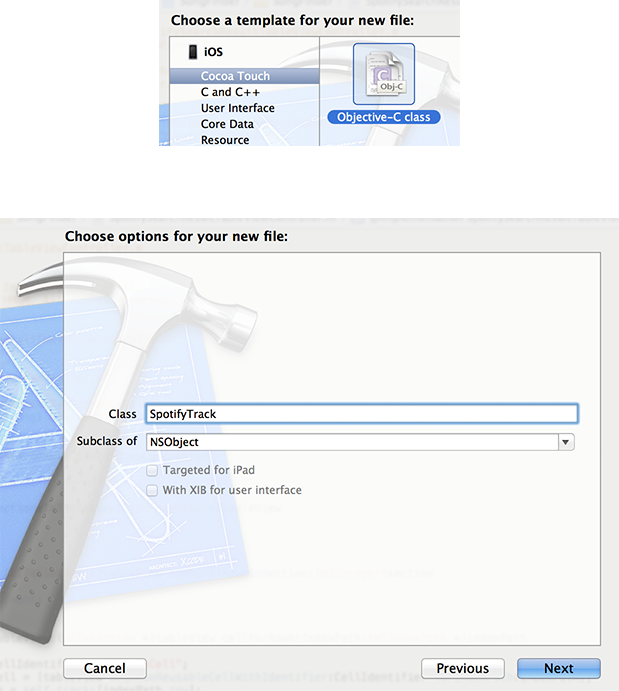 Choose a template for your new file:
iOS
Cocoa Touch
C and C++
User Interface
Core Data
Resource
Obj-C
Objective-C class
Choose options for your new file:
Class
SpotifyTrack
Subclass of
NSObject
Targeted for iPad
With XIB for user interface
Cancel
Previous
Next